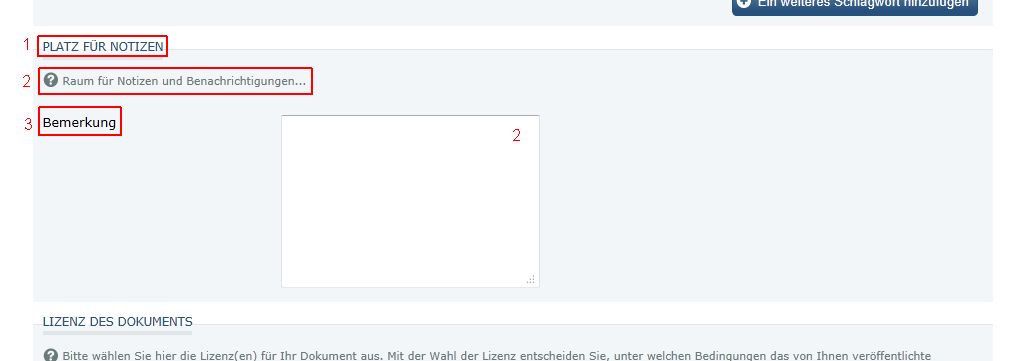 Ein weiteres Schlagwort hinzufügen
1 PLATZ FÜR NOTIZEN
2 Raum für Notizen und Benachrichtigungen...
3 Bemerkung
2
LIZENZ DES DOKUMENTS
Bitte wählen Sie hier die Lizenz(en) für Ihr Dokument aus. Mit der Wahl der Lizenz entscheiden Sie, unter welchen Bedingungen das von Ihnen veröffentlichte